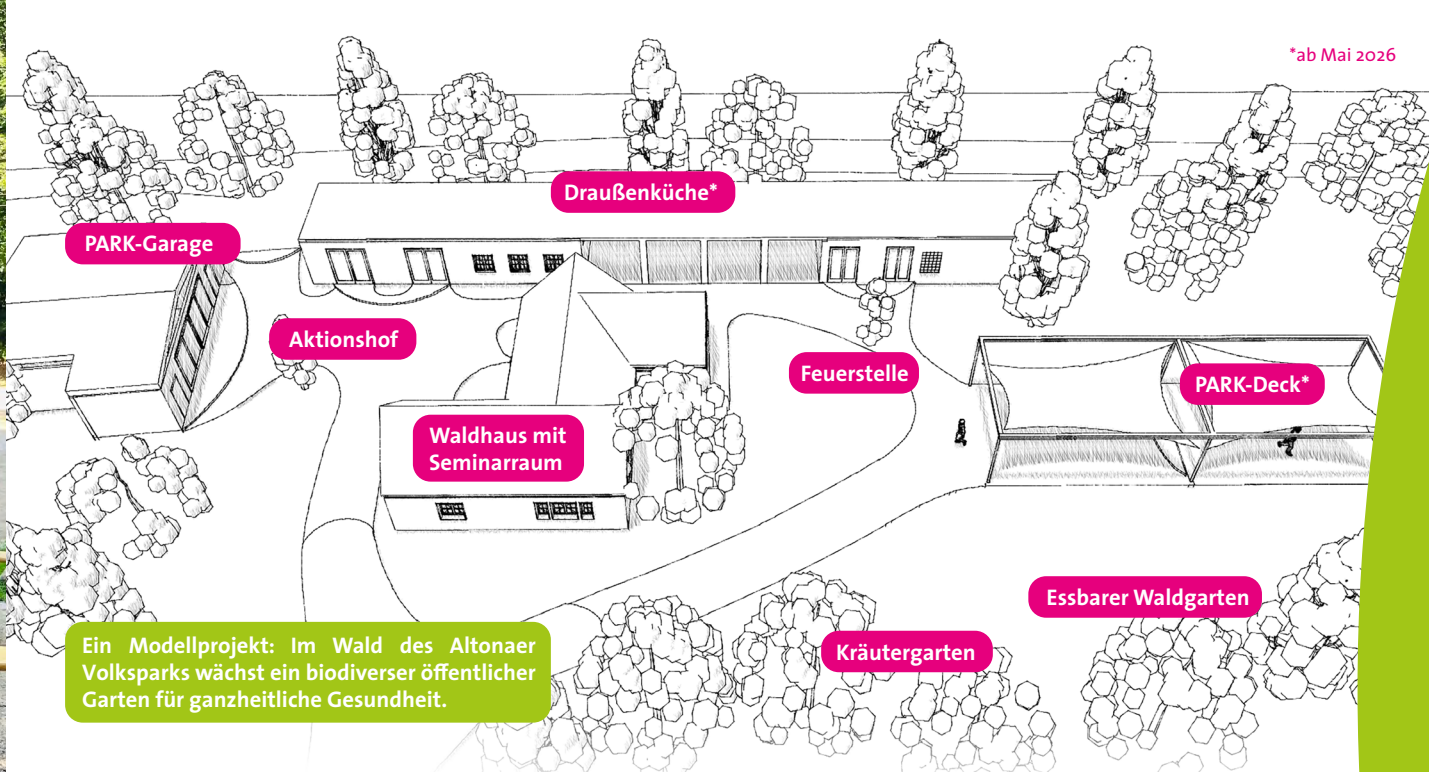 *ab Mai 2026
Draußenküche*
PARK-Garage
Aktionshof
Feuerstelle
PARK-Deck*
Waldhaus mit
Seminarraum
Essbarer Waldgarten
Kräutergarten
Ein Modellprojekt: Im Wald des Altonaer
Volksparks wächst ein biodiverser öffentlicher
Garten für ganzheitliche Gesundheit.